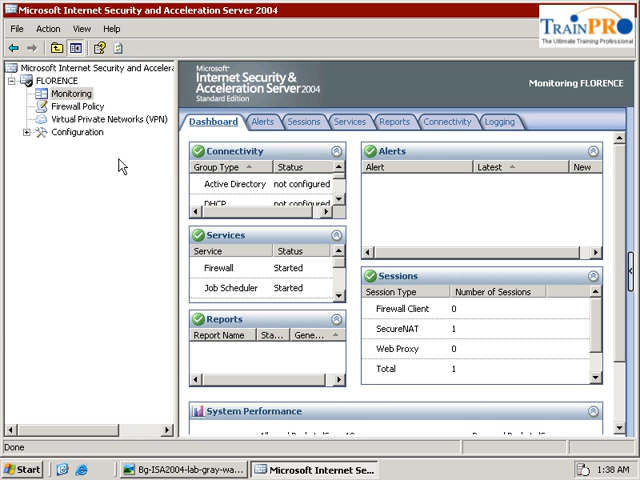 Microsoft Internet Security and Acceleration Server 2004
TrainPRO
The Ultimate Training Professional
File Action View Help
Microsoft Internet Security and Accelera
FLORENCE
Monitoring
Firewall Policy
Virtual Private Networks (VPN)
Configuration
Microsoft®
Internet Security &
Acceleration Server 2004
Standard Edition
Monitoring FLORENCE
Dashboard Alerts Sessions Services Reports Connectivity Logging
Connectivity
Group Type Status
Active Directory not configured
DHCP not configured
Services
Service Status
Firewall Started
Job Scheduler Started
Reports
Report Name Sta... Gene...
Alerts
Alert Latest New
Sessions
Session Type Number of Sessions
Firewall Client 0
SecureNAT 1
Web Proxy 0
Total 1
System Performance
Done
Start Bg-ISA2004-lab-gray-wa... Microsoft Internet Se... 1:38 AM